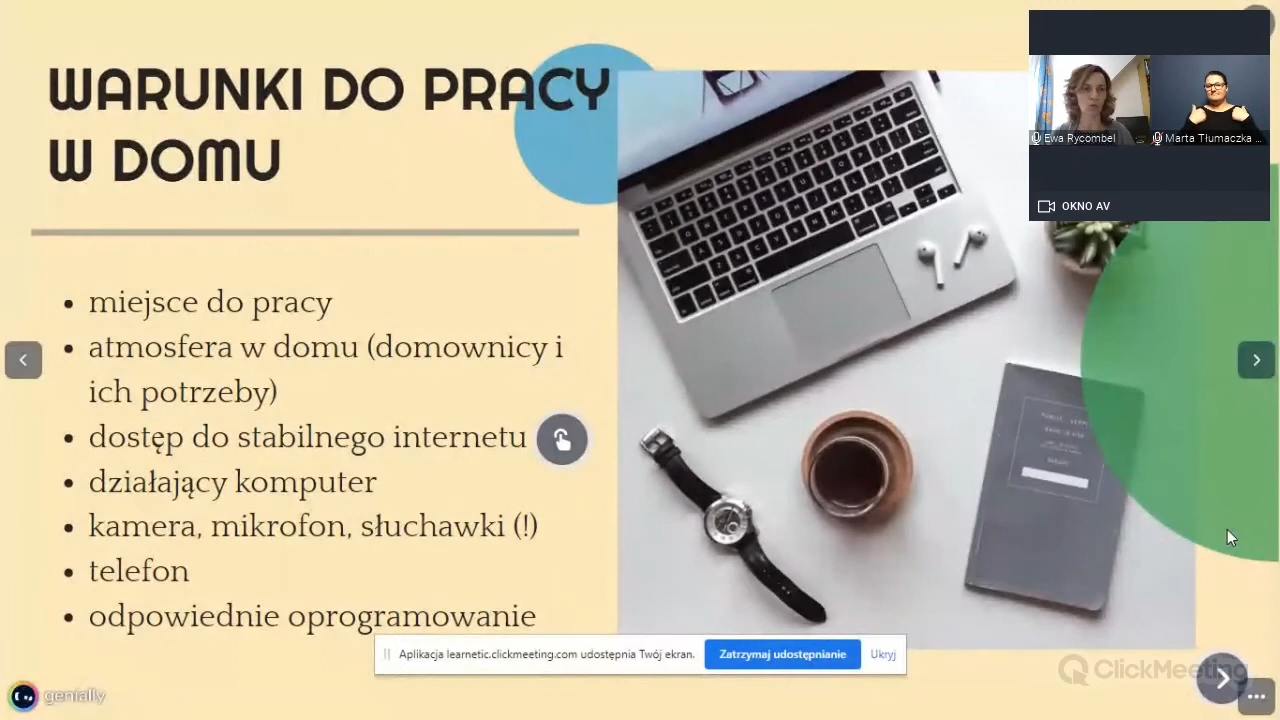 WARUNKI DO PRACY
W DOMU
• miejsce do pracy
• atmosfera w domu (domownicy i
ich potrzeby)
• dostęp do stabilnego internetu
• działający komputer
• kamera, mikrofon, słuchawki (!)
• telefon
• odpowiednie oprogramowanie
Ewa Rycombel
Marta Tłumaczka ...
OKNO AV
Aplikacja learnetic.clickmeeting.com udostępnia Twój ekran.
Zatrzymaj udostępnianie
Ukryj
genially
ClickMeeting